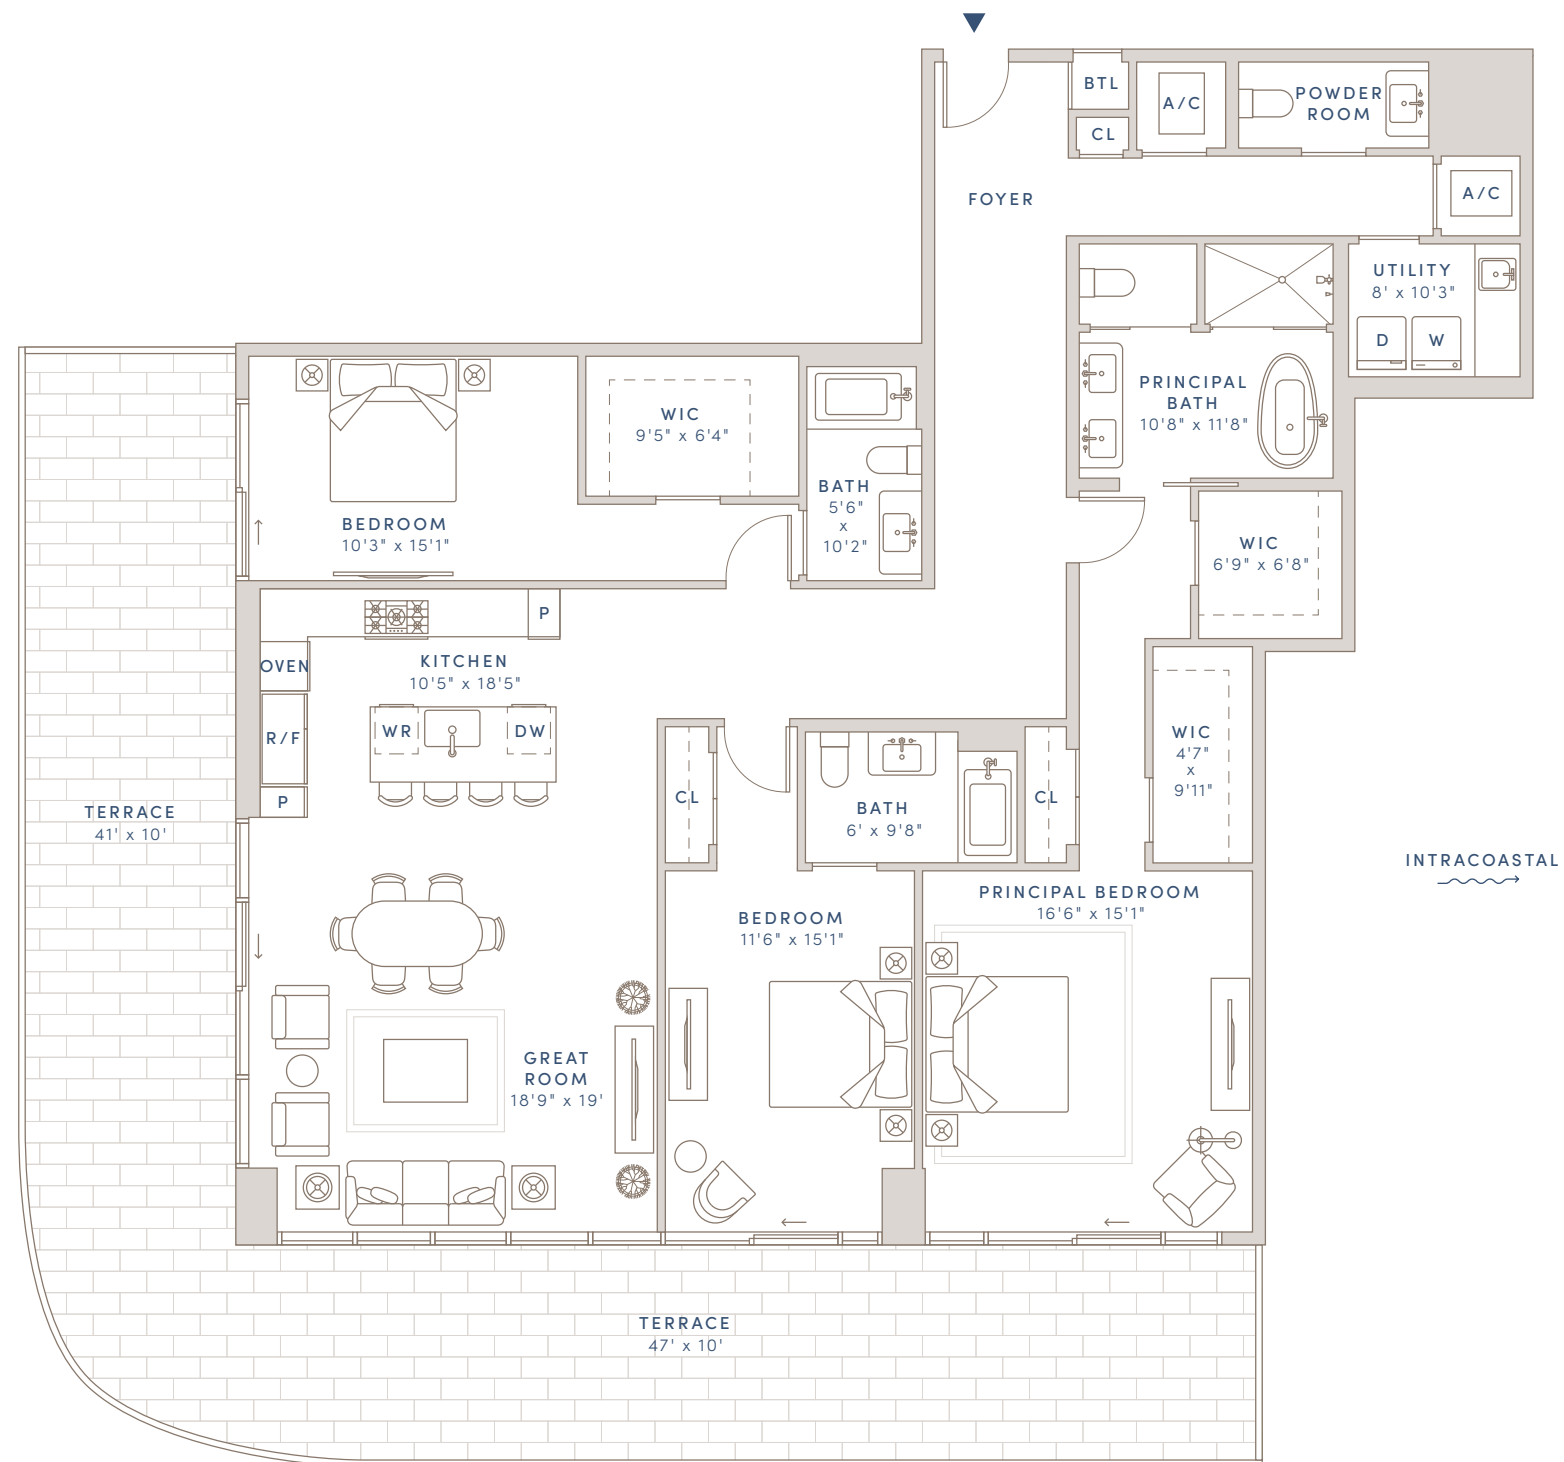 BTL
A/C
POWDER
ROOM
CL
FOYER
A/C
UTILITY
8' x 10'3"
D
W
PRINCIPAL
BATH
10'8" x 11'8"
WIC
9'5" x 6'4"
BATH
5'6"
x
10'2"
BEDROOM
10'3" x 15'1"
WIC
6'9" x 6'8"
P
OVEN
KITCHEN
10'5" x 18'5"
R/F
WR
DW
P
WIC
4'7"
x
9'11"
CL
BATH
6' x 9'8"
CL
TERRACE
41' x 10'
INTRACOASTAL
PRINCIPAL BEDROOM
16'6" x 15'1"
BEDROOM
11'6" x 15'1"
GREAT
ROOM
18'9" x 19'
TERRACE
47' x 10'